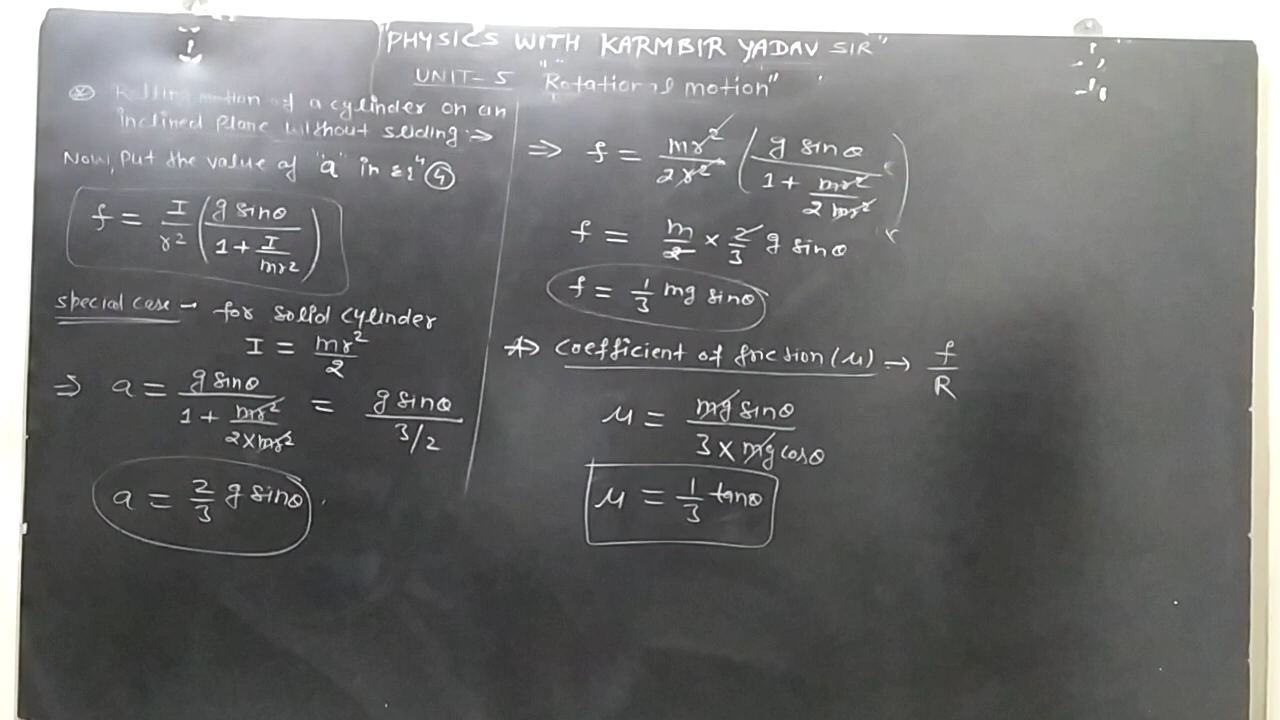 "PHYSICS WITH KARMBIR YADAV SIR"
UNIT-5 "Rotational motion"
Rolling motion of a cylinder on an
inclined plane without sliding :⇒
Now, Put the value of "a" in eqⁿ ④
f = I/r² (g sinθ / (1 + I/mr²))
special case → for solid cylinder
I = mr²/2
⇒ a = g sinθ / (1 + mr²/(2×mr²)) = g sinθ / (3/2)
a = 2/3 g sinθ
⇒ f = mr²/2r² (g sinθ / (1 + mr²/2mr²))
f = m/2 × 2/3 g sinθ
f = 1/3 mg sinθ
Coefficient of friction (μ) → f/R
μ = mg sinθ / (3 × mg cosθ)
μ = 1/3 tanθ